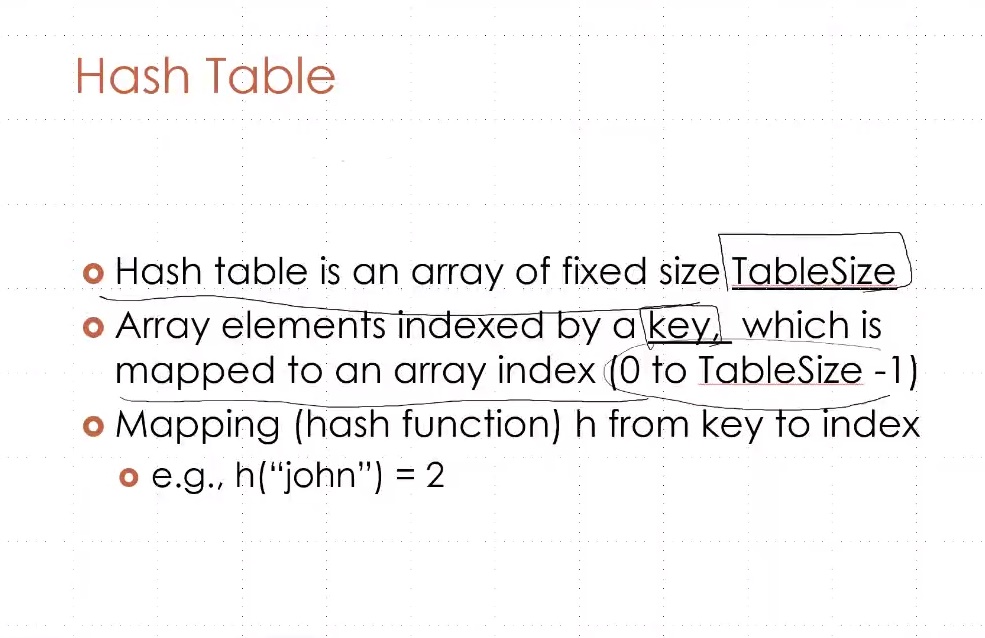 Hash Table
Hash table is an array of fixed size TableSize
Array elements indexed by a key, which is
mapped to an array index (0 to TableSize -1)
Mapping (hash function) h from key to index
e.g., h(“john”) = 2